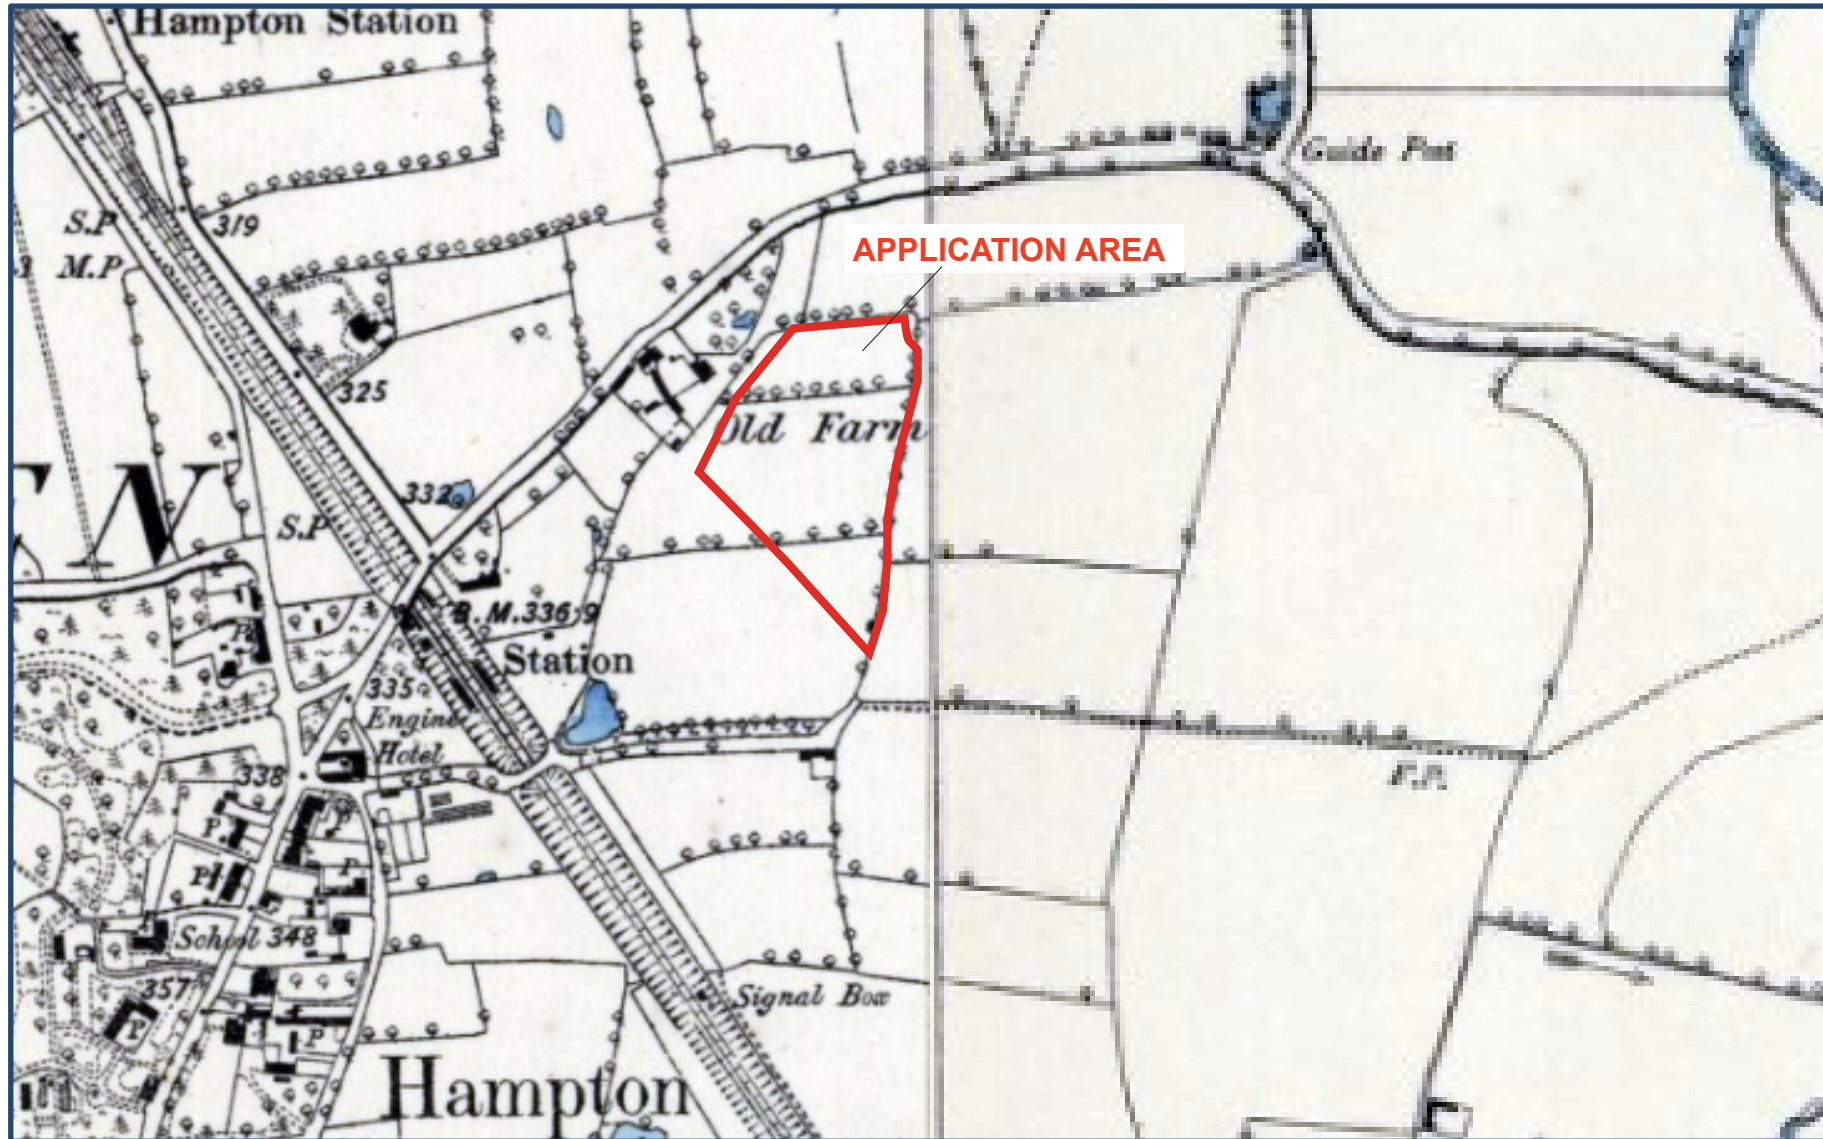 Hampton Station
Guide Post
319
S.P
M.P
APPLICATION AREA
325
Old Farm
332
S.P
B.M.336.9
P
Station
335
Engine
Hotel
338
F.P.
P
P
P
P
School 348
357
Signal Box
P
P
Hampton